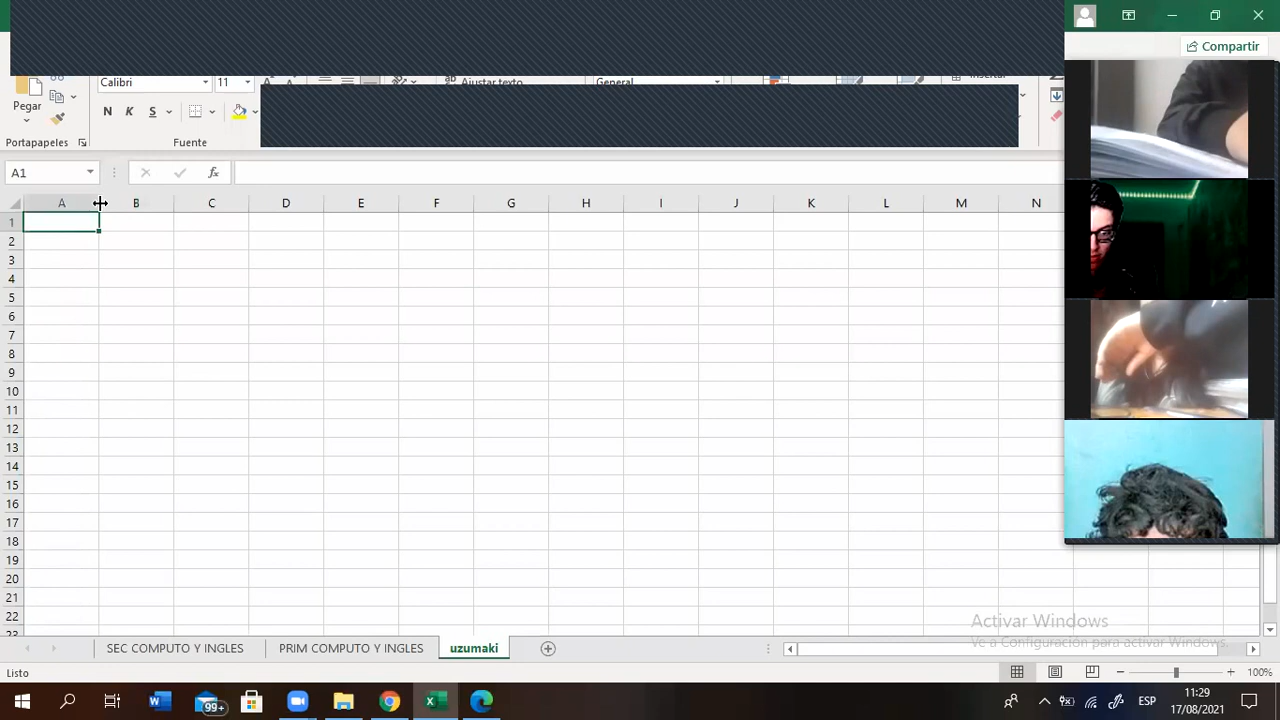 Compartir
Calibri
11
Ajustar texto
General
Insertar
Pegar
N K S
Portapapeles
Fuente
A1
fx
A B C D E F G H I J K L M N
1
2
3
4
5
6
7
8
9
10
11
12
13
14
15
16
17
18
19
20
21
22
23
Activar Windows
Ve a Configuración para activar Windows.
SEC COMPUTO Y INGLES PRIM COMPUTO Y INGLES uzumaki
Listo
100%
99+
ESP
11:29
17/08/2021